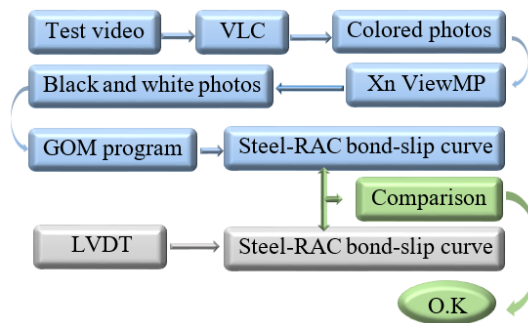 Test video
VLC
Colored photos
Black and white photos
Xn ViewMP
GOM program
Steel-RAC bond-slip curve
Comparison
LVDT
Steel-RAC bond-slip curve
O.K